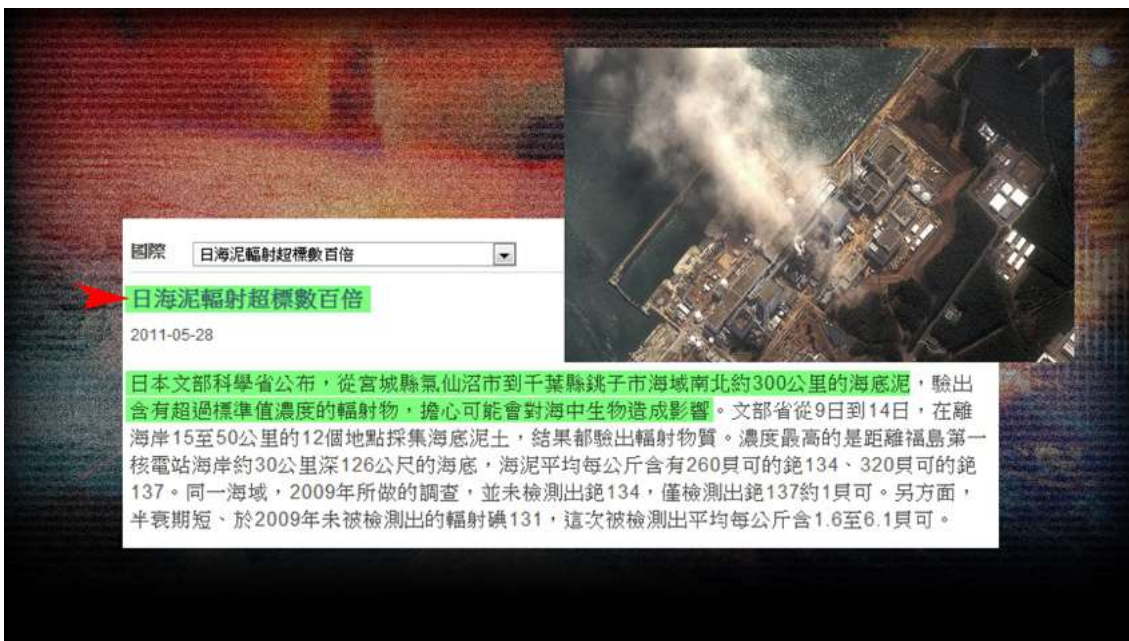 國際 日海泥輻射超標數百倍
日海泥輻射超標數百倍
2011-05-28
日本文部科學省公布，從宮城縣氣仙沼市到千葉縣銚子市海域南北約300公里的海底泥，驗出
含有超過標準值濃度的輻射物，擔心可能會對海中生物造成影響。文部省從9日到14日，在離
海岸15至50公里的12個地點採集海底泥土，結果都驗出輻射物質。濃度最高的是距離福島第一
核電站海岸約30公里深126公尺的海底，海泥平均每公斤含有260貝可的銫134、320貝可的銫
137。同一海域，2009年所做的調查，並未檢測出銫134，僅檢測出銫137約1貝可。另方面，
半衰期短、於2009年未被檢測出的輻射碘131，這次被檢測出平均每公斤含1.6至6.1貝可。